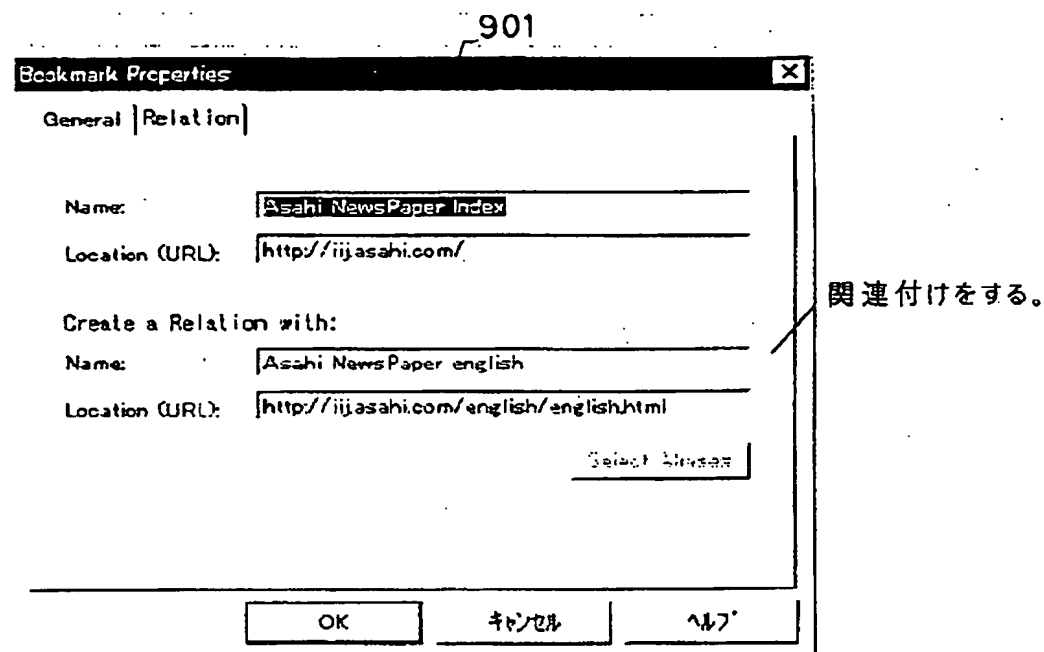 901
Bookmark Properties
General Relation
Name: Asahi NewsPaper Index
Location (URL): http://iij.asahi.com/
関連付けをする。
Create a Relation with:
Name: Asahi NewsPaper english
Location (URL): http://iij.asahi.com/english/english.html
Select
OK キャンセル ヘルプ